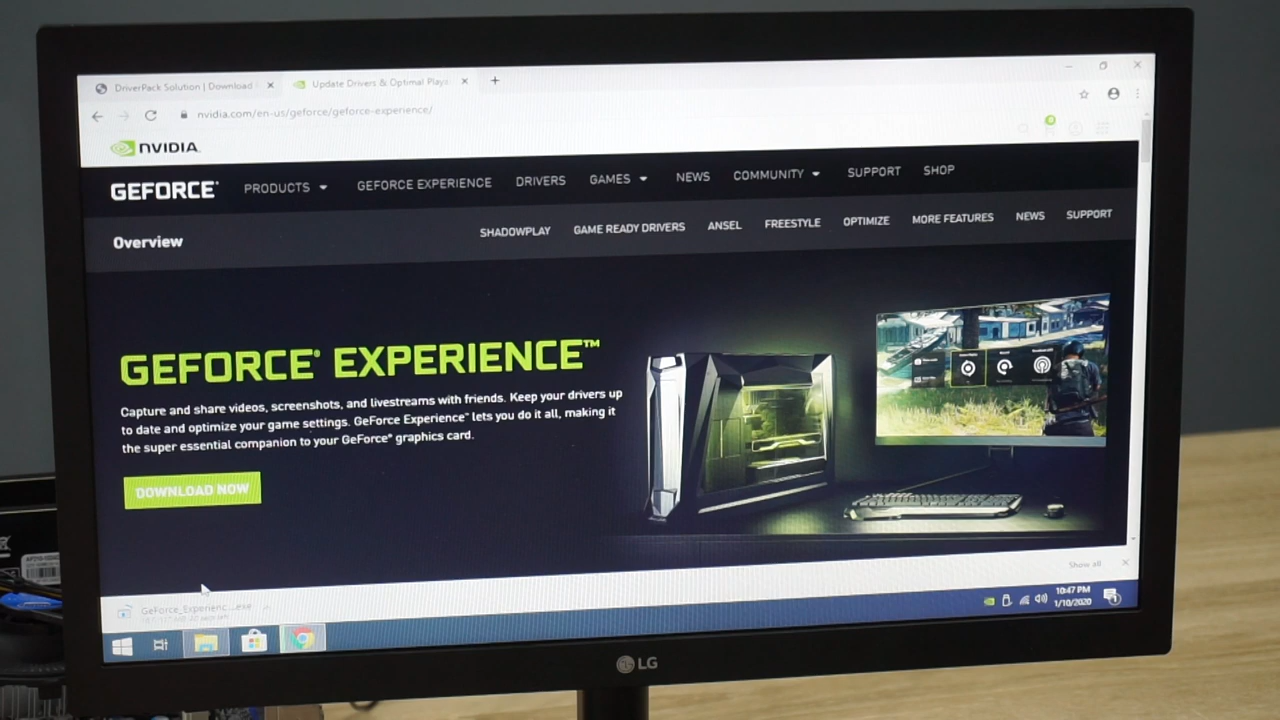 DriverPack Solution | Download
Update Drivers & Optimal Playa
nvidia.com/en-us/geforce/geforce-experience/
NVIDIA.
GEFORCE® PRODUCTS GEFORCE EXPERIENCE DRIVERS GAMES NEWS COMMUNITY SUPPORT SHOP
Overview SHADOWPLAY GAME READY DRIVERS ANSEL FREESTYLE OPTIMIZE MORE FEATURES NEWS SUPPORT
GEFORCE® EXPERIENCE™
Capture and share videos, screenshots, and livestreams with friends. Keep your drivers up
to date and optimize your game settings. GeForce Experience™ lets you do it all, making it
the super essential companion to your GeForce® graphics card.
DOWNLOAD NOW
Show all
GeForce_Experienc....exe
10:47 PM
1/10/2020
1
LG